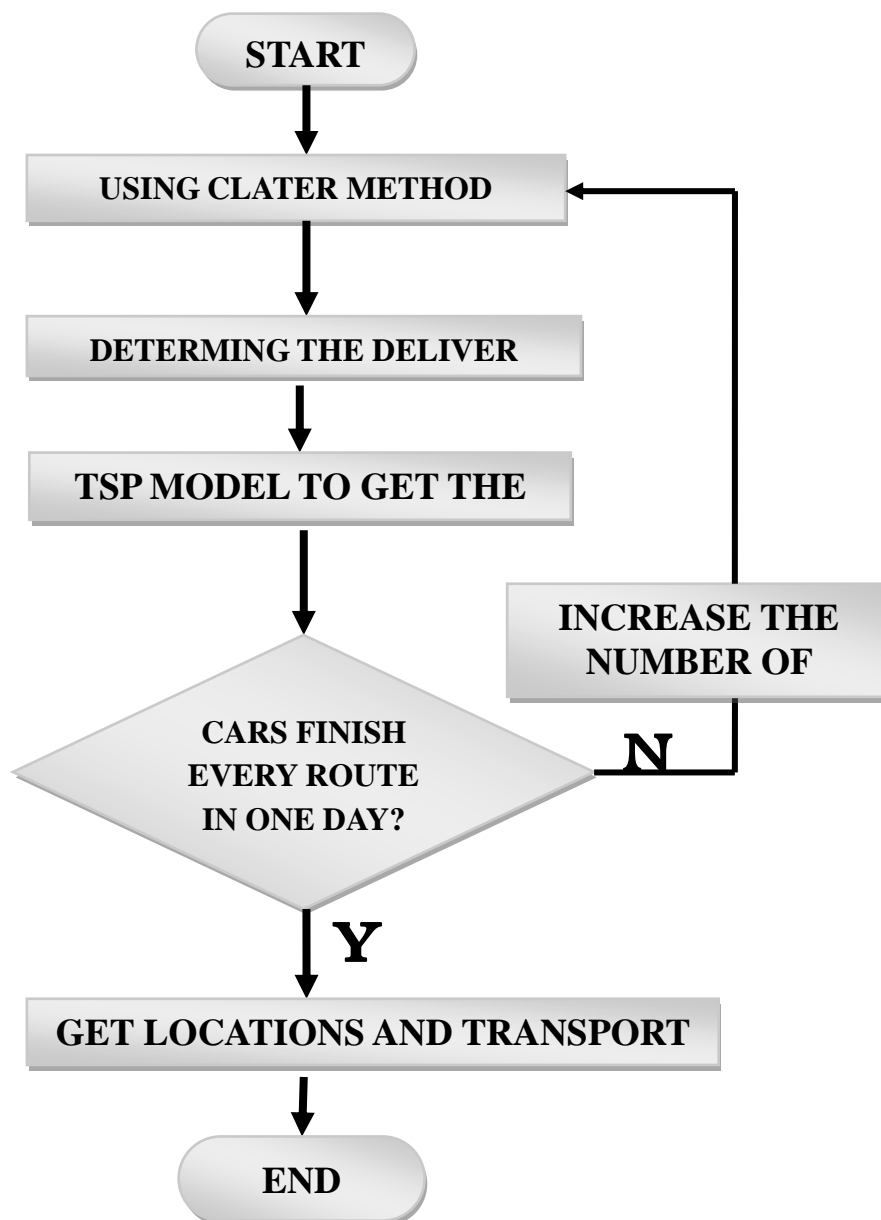 START
USING CLATER METHOD
DETERMING THE DELIVER
TSP MODEL TO GET THE
INCREASE THE
NUMBER OF
CARS FINISH
EVERY ROUTE
IN ONE DAY?
N
Y
GET LOCATIONS AND TRANSPORT
END